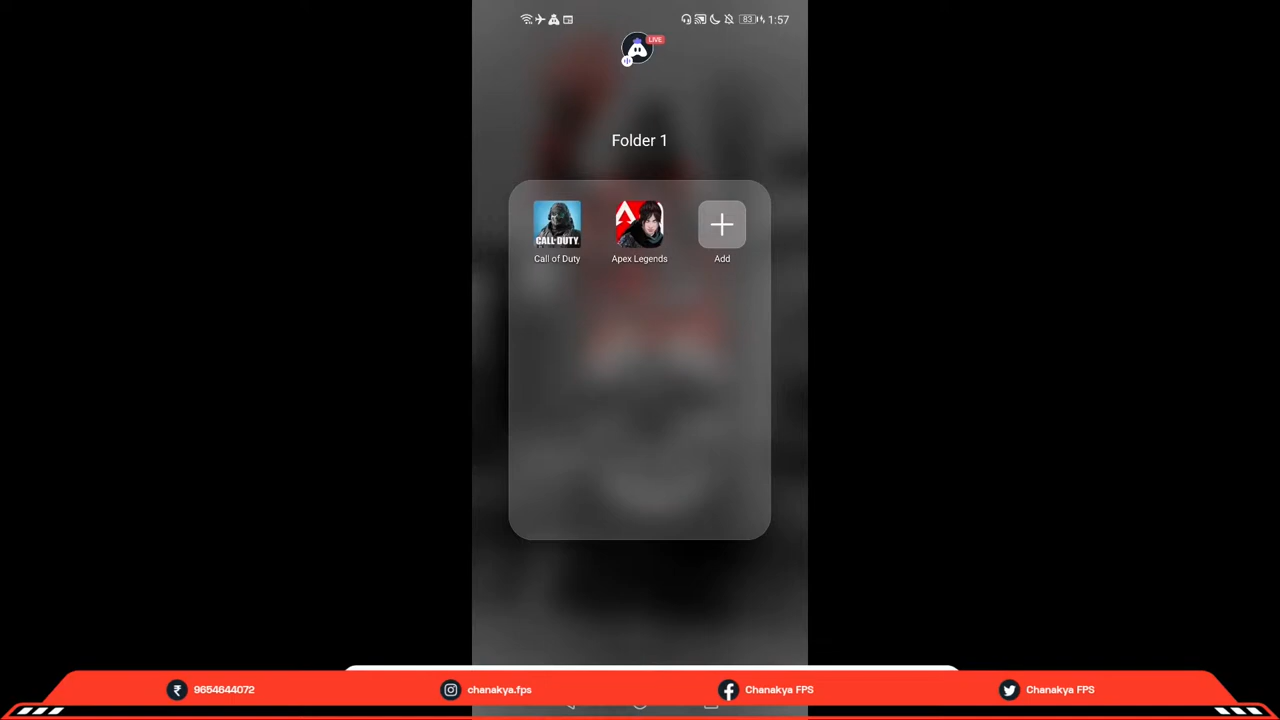 83 1:57
LIVE
Folder 1
CALL OF DUTY
Call of Duty
Apex Legends
Add
9654644072
chanakya.fps
Chanakya FPS
Chanakya FPS